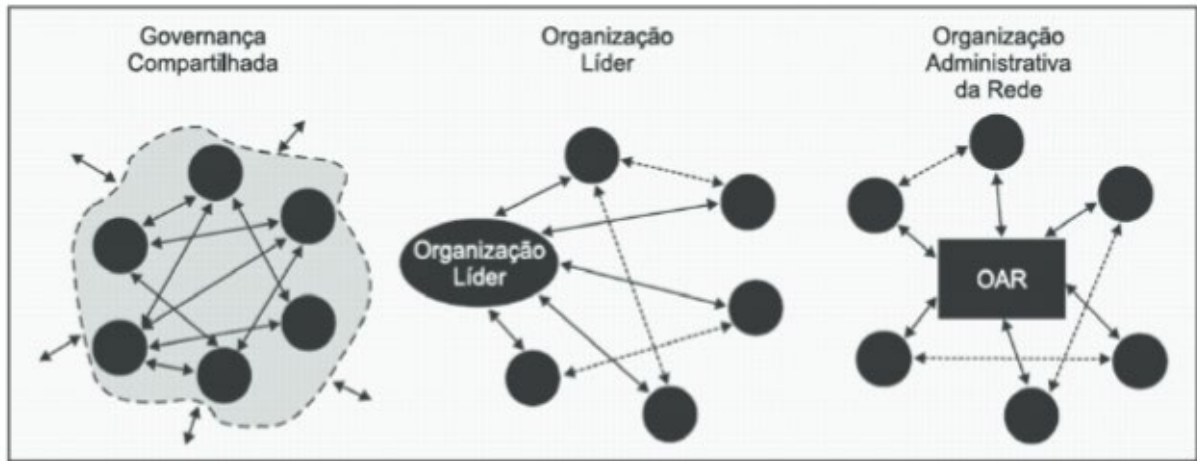 Governança
Compartilhada
Organização
Líder
Organização
Administrativa
da Rede
Organização
Líder
OAR